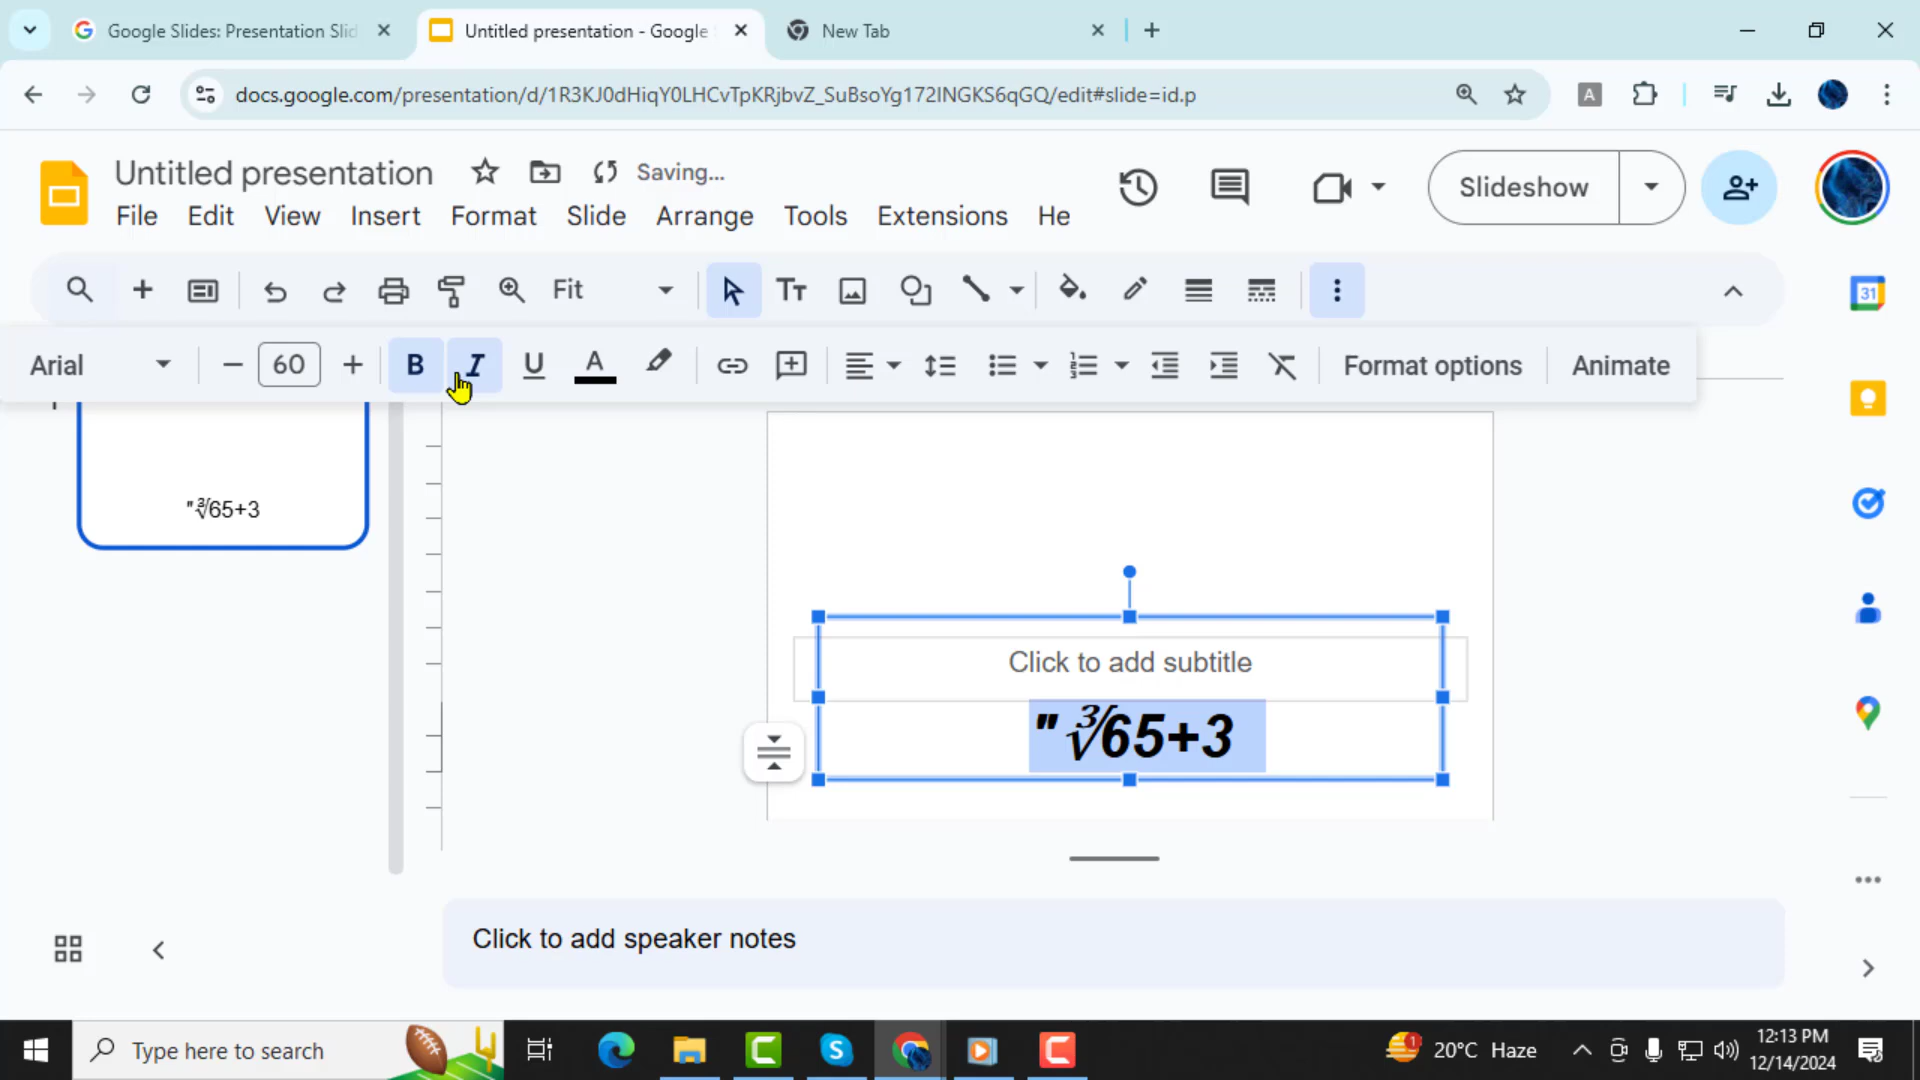 Google Slides: Presentation Slid
Untitled presentation - Google
New Tab
docs.google.com/presentation/d/1R3KJ0dHiqY0LHCvTpKRjbvZ_SuBsoYg172INGKS6qGQ/edit#slide=id.p
A
Untitled presentation
Saving...
File Edit View Insert Format Slide Arrange Tools Extensions He
Slideshow
31
Fit
Arial
60
B I U A
Format options
Animate
"∛65+3
Click to add subtitle
"∛65+3
Click to add speaker notes
Type here to search
1
20°C Haze
12:13 PM
12/14/2024